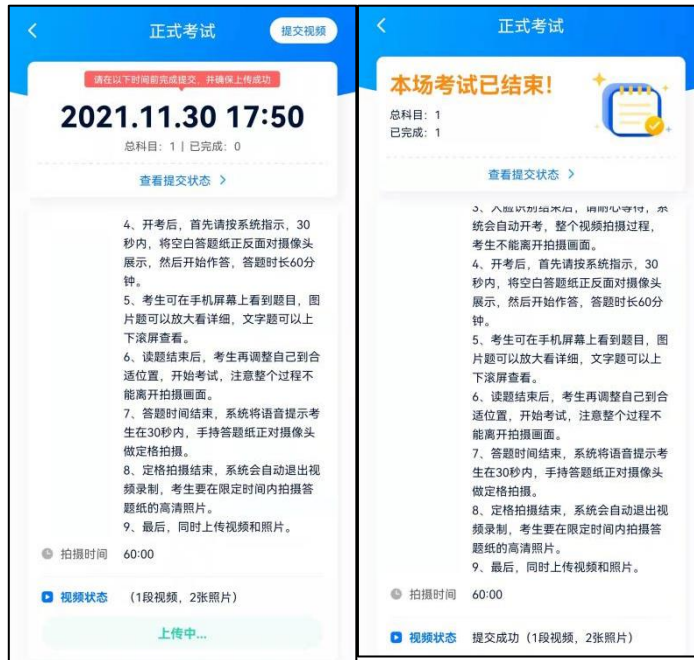 正式考试
提交视频
请在以下时间前完成提交，并确保上传成功
2021.11.30 17:50
总科目：1 | 已完成：0
查看提交状态 >
4、开考后，首先请按系统指示，30
秒内，将空白答题纸正反面对摄像头
展示，然后开始作答，答题时长60分
钟。
5、考生可在手机屏幕上看到题目，图
片题可以放大看详细，文字题可以上
下滚屏查看。
6、读题结束后，考生再调整自己到合
适位置，开始考试，注意整个过程不
能离开拍摄画面。
7、答题时间结束，系统将语音提示考
生在30秒内，手持答题纸正对摄像头
做定格拍摄。
8、定格拍摄结束，系统会自动退出视
频录制，考生要在限定时间内拍摄答
题纸的高清照片。
9、最后，同时上传视频和照片。
拍摄时间 60:00
视频状态 （1段视频，2张照片）
上传中...
正式考试
本场考试已结束！
总科目：1
已完成：1
查看提交状态 >
3、人脸识别结束后，请耐心等待，系
统会自动开考，整个视频拍摄过程，
考生不能离开拍摄画面。
4、开考后，首先请按系统指示，30
秒内，将空白答题纸正反面对摄像头
展示，然后开始作答，答题时长60分
钟。
5、考生可在手机屏幕上看到题目，图
片题可以放大看详细，文字题可以上
下滚屏查看。
6、读题结束后，考生再调整自己到合
适位置，开始考试，注意整个过程不
能离开拍摄画面。
7、答题时间结束，系统将语音提示考
生在30秒内，手持答题纸正对摄像头
做定格拍摄。
8、定格拍摄结束，系统会自动退出视
频录制，考生要在限定时间内拍摄答
题纸的高清照片。
9、最后，同时上传视频和照片。
拍摄时间 60:00
视频状态 提交成功（1段视频，2张照片）